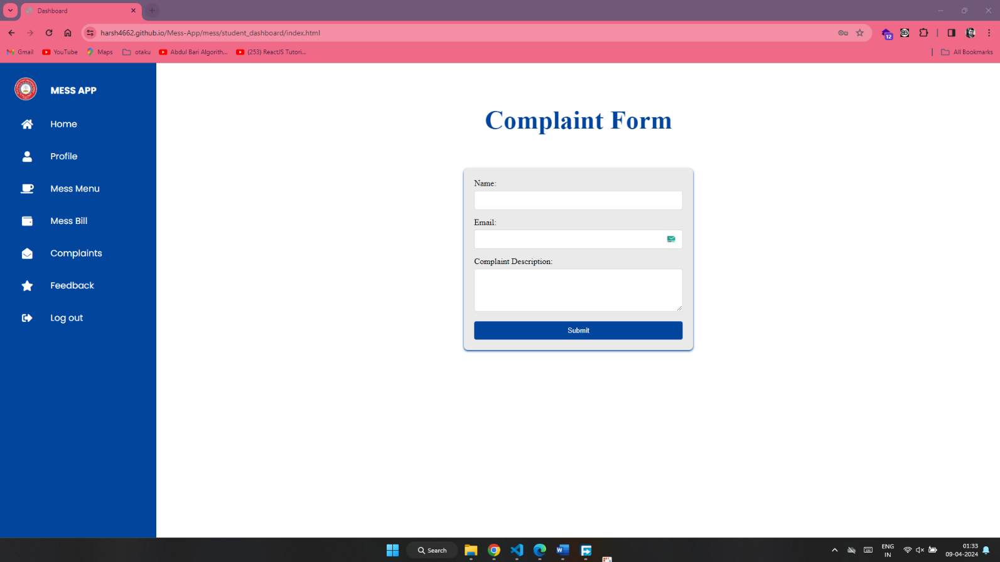 Dashboard
harsh4662.github.io/Mess-App/mess/student_dashboard/index.html
12
Gmail
YouTube
Maps
otaku
Abdul Bari Algorith...
(253) ReactJS Tutori...
All Bookmarks
MESS APP
Home
Profile
Mess Menu
Mess Bill
Complaints
Feedback
Log out
Complaint Form
Name:
Email:
Complaint Description:
Submit
Search
ENG
IN
01:33
09-04-2024